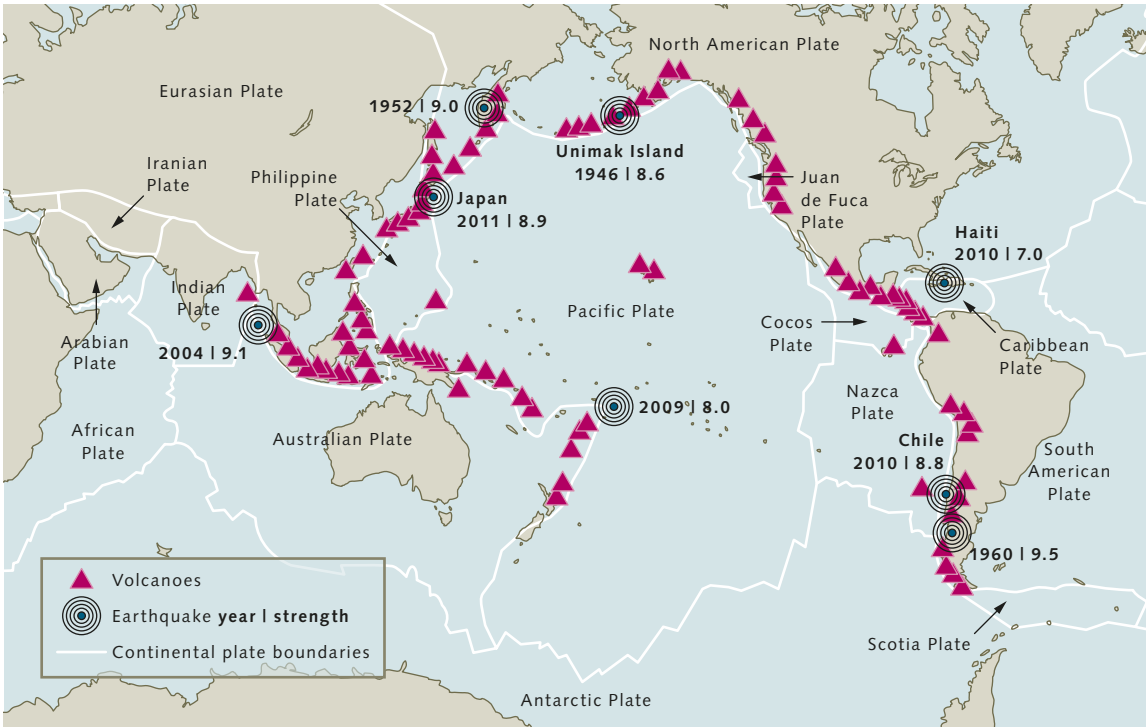 North American Plate
Eurasian Plate
1952 | 9.0
Unimak Island
1946 | 8.6
Iranian
Plate
Philippine
Plate
Juan
de Fuca
Plate
Japan
2011 | 8.9
Haiti
2010 | 7.0
Indian
Plate
Pacific Plate
Cocos
Plate
Arabian
Plate
2004 | 9.1
Caribbean
Plate
Nazca
Plate
2009 | 8.0
African
Plate
Australian Plate
Chile
2010 | 8.8
South
American
Plate
1960 | 9.5
Volcanoes
Earthquake year | strength
Continental plate boundaries
Scotia Plate
Antarctic Plate